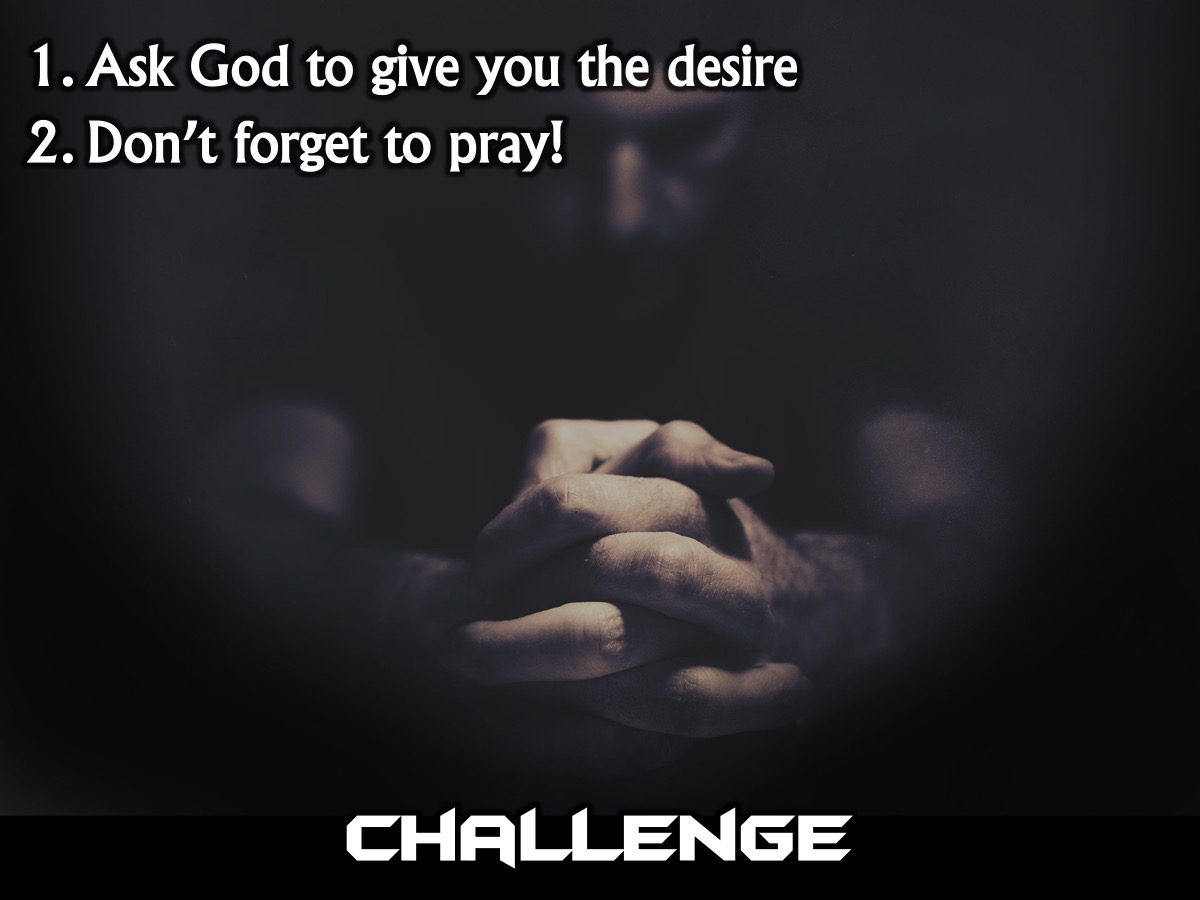 1. Ask God to give you the desire
2. Don’t forget to pray!
CHALLENGE